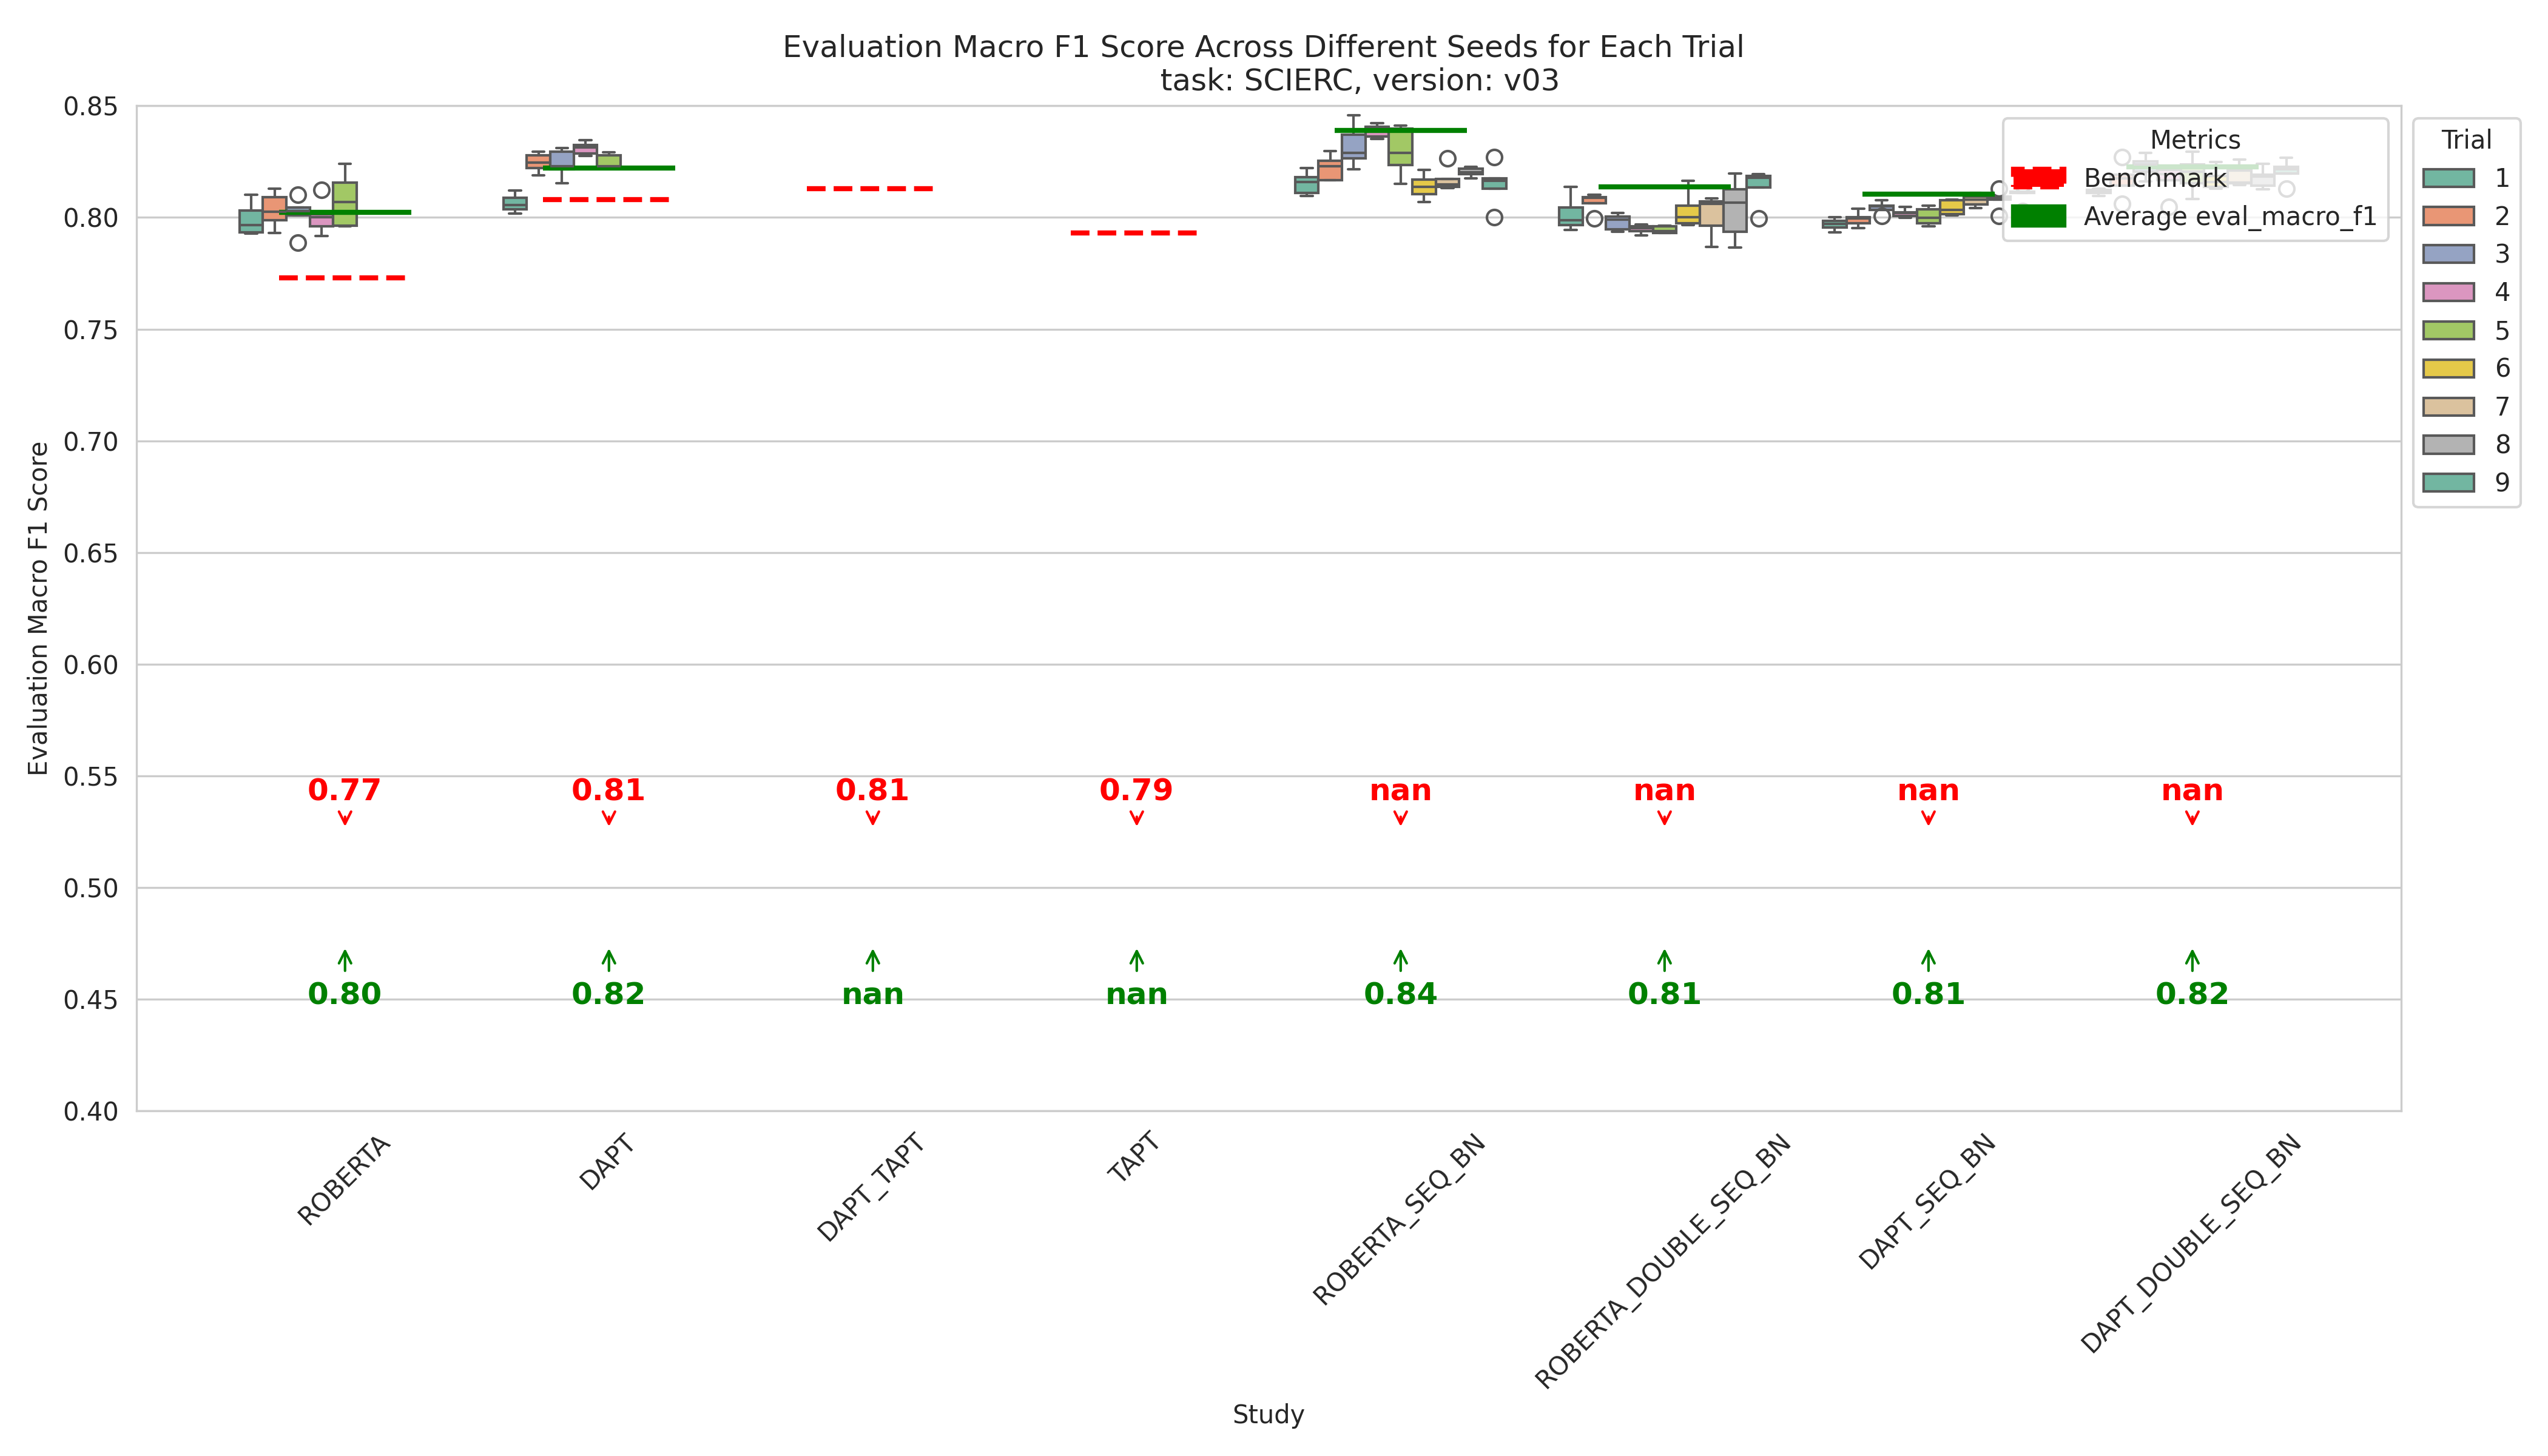 Evaluation Macro F1 Score Across Different Seeds for Each Trial
task: SCIERC, version: v03
Evaluation Macro F1 Score
0.85
0.80
0.75
0.70
0.65
0.60
0.55
0.50
0.45
0.40
Metrics
Benchmark
Average eval_macro_f1
Trial
1
2
3
4
5
6
7
8
9
0.77 0.81 0.81 0.79 nan nan nan nan
0.80 0.82 nan nan 0.84 0.81 0.81 0.82
ROBERTA
DAPT
DAPT_TAPT
TAPT
ROBERTA_SEQ_BN
ROBERTA_DOUBLE_SEQ_BN
DAPT_SEQ_BN
DAPT_DOUBLE_SEQ_BN
Study